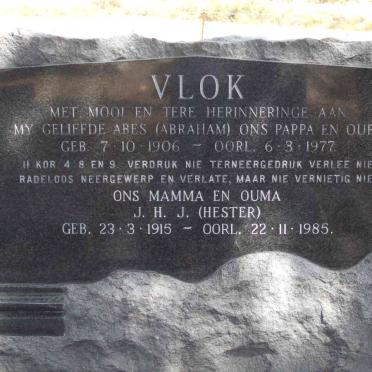 VLOK
MET MOOI EN TERE HERINNERINGE AAN
MY GELIEFDE ABES (ABRAHAM) ONS PAPPA EN OU
GEB. 7·10·1906 ~ OORL. 6·3·1977.
II KOR 4:8 EN 9. VERDRUK NIE TERNEERGEDRUK VERLEE NIE
RADELOOS NEERGEWERP EN VERLATE, MAAR NIE VERNIETIG NIE
ONS MAMMA EN OUMA
J. H. J. (HESTER)
GEB. 23·3·1915 ~ OORL. 22·11·1985.